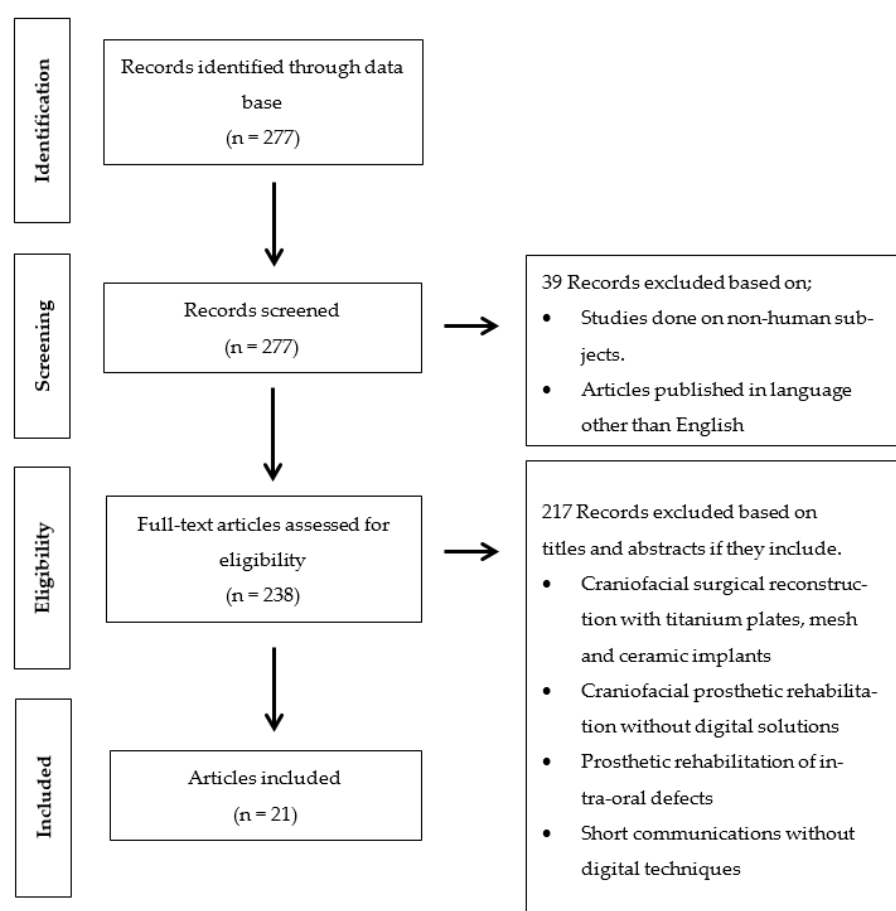 Identification
Records identified through data
base
(n = 277)
Screening
Records screened
(n = 277)
39 Records excluded based on;
• Studies done on non-human sub-
jects.
• Articles published in language
other than English
Eligibility
Full-text articles assessed for
eligibility
(n = 238)
217 Records excluded based on
titles and abstracts if they include.
• Craniofacial surgical reconstruc-
tion with titanium plates, mesh
and ceramic implants
• Craniofacial prosthetic rehabilita-
tion without digital solutions
• Prosthetic rehabilitation of in-
tra-oral defects
• Short communications without
digital techniques
Included
Articles included
(n = 21)